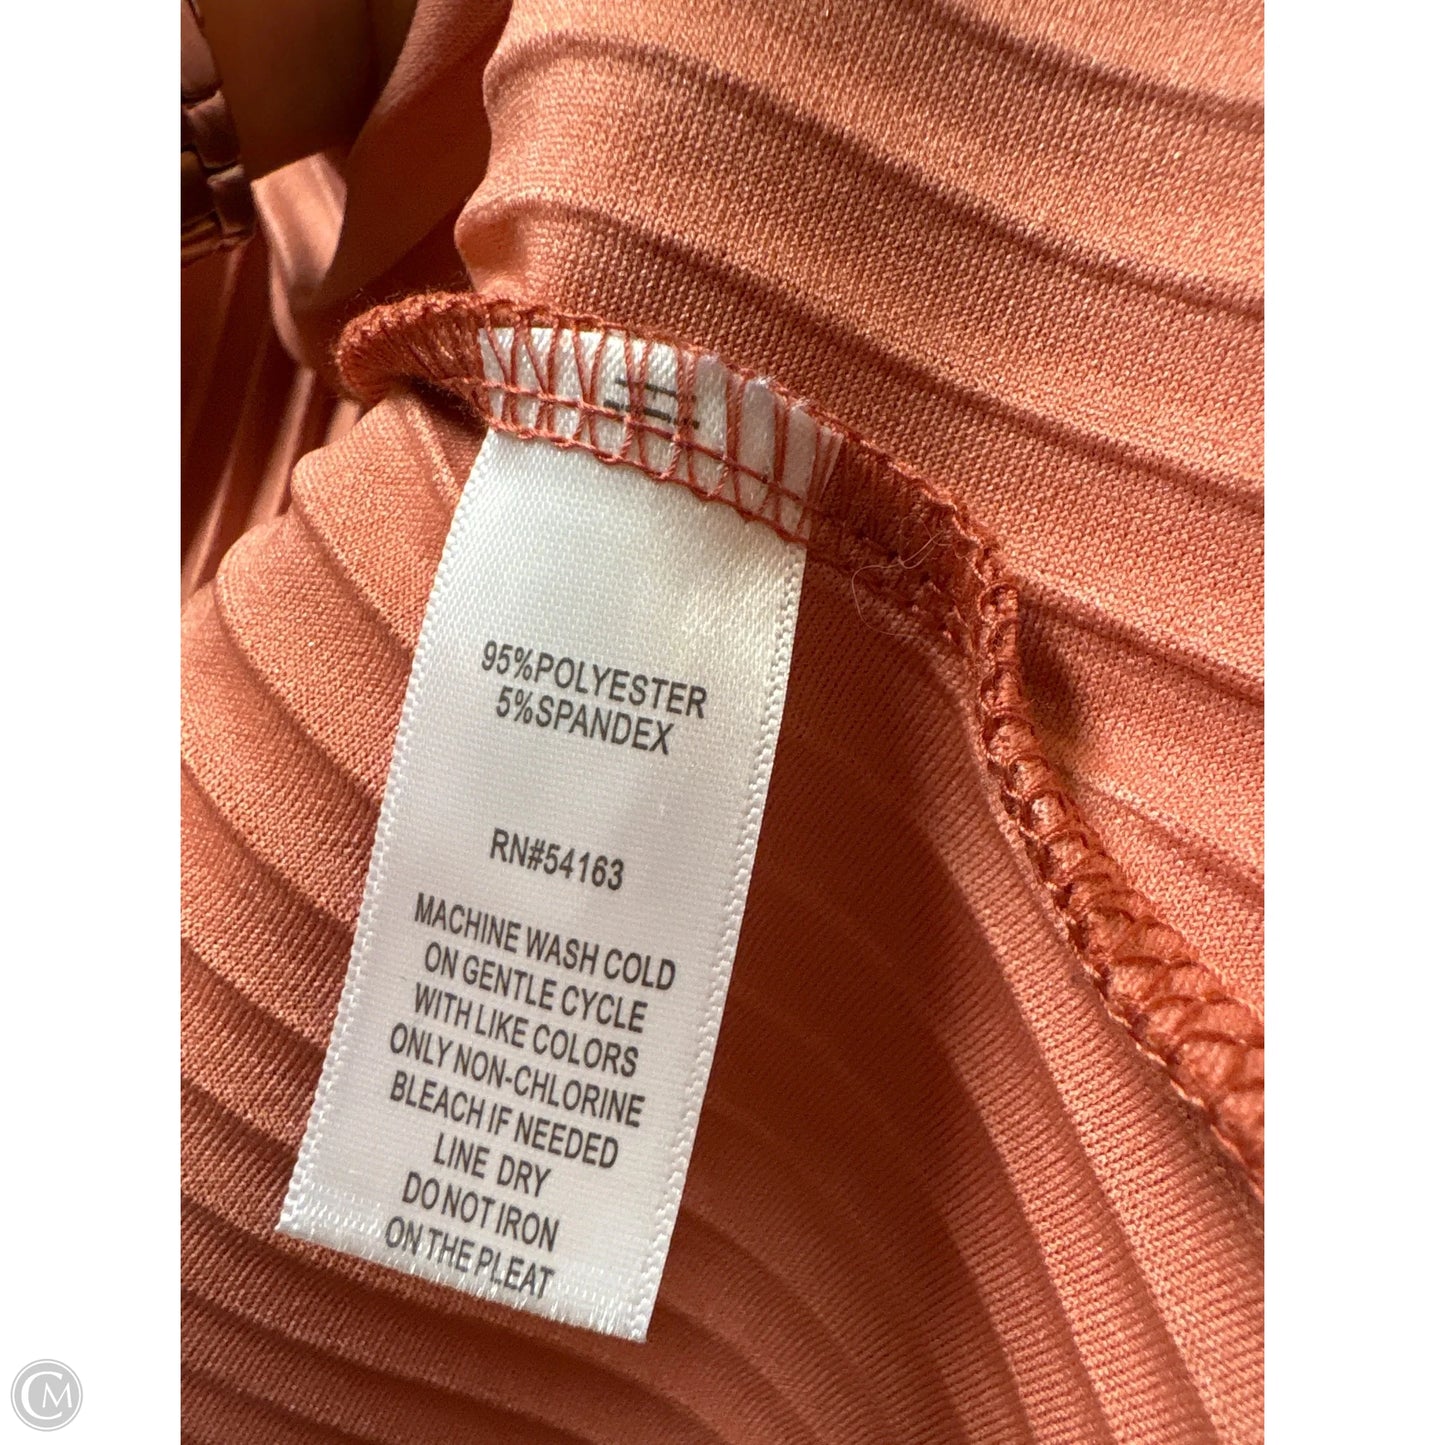 95%POLYESTER
5%SPANDEX
RN#54163
MACHINE WASH COLD
ON GENTLE CYCLE
WITH LIKE COLORS
ONLY NON-CHLORINE
BLEACH IF NEEDED
LINE DRY
DO NOT IRON
ON THE PLEAT
CM